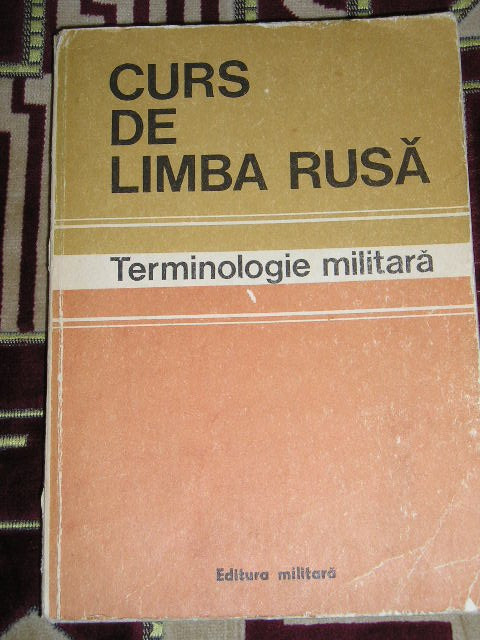 CURS
DE
LIMBA RUSĂ
Terminologie militară
Editura militară